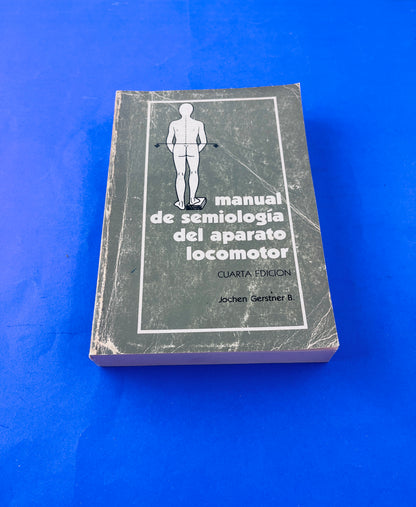 manual
de semiología
del aparato
locomotor
CUARTA EDICION
Jochen Gerstner B.